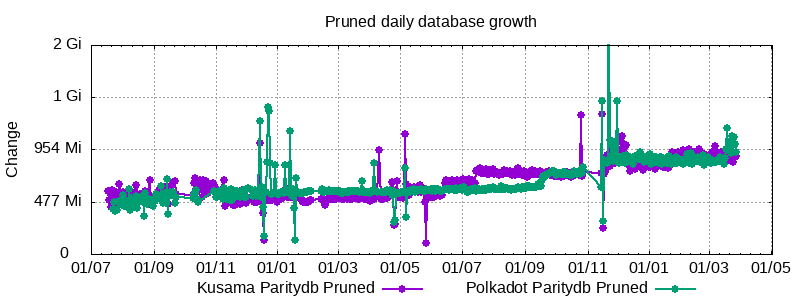 Pruned daily database growth
2 Gi
1 Gi
954 Mi
477 Mi
0
Change
01/07 01/09 01/11 01/01 01/03 01/05 01/07 01/09 01/11 01/01 01/03 01/05
Kusama Paritydb Pruned Polkadot Paritydb Pruned